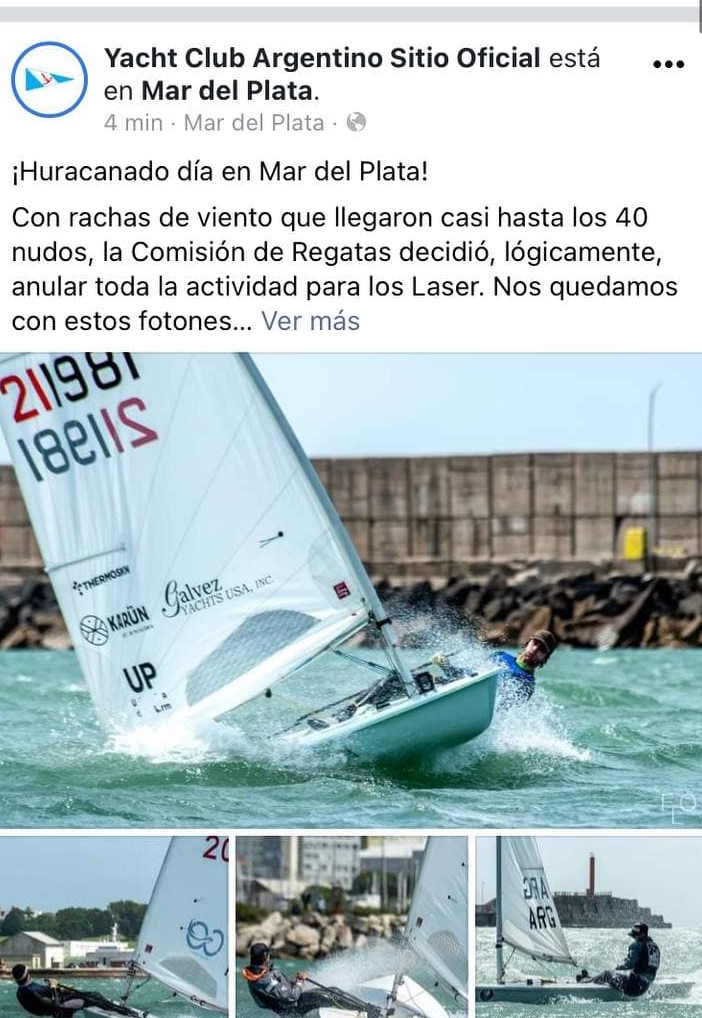 Yacht Club Argentino Sitio Oficial está
en Mar del Plata.
4 min · Mar del Plata ·
¡Huracanado día en Mar del Plata!
Con rachas de viento que llegaron casi hasta los 40
nudos, la Comisión de Regatas decidió, lógicamente,
anular toda la actividad para los Laser. Nos quedamos
con estos fotones... Ver más
211981
211981
THERMOSKIN
KARÜN
Galvez
YACHTS USA, INC.
UP
20
ARG